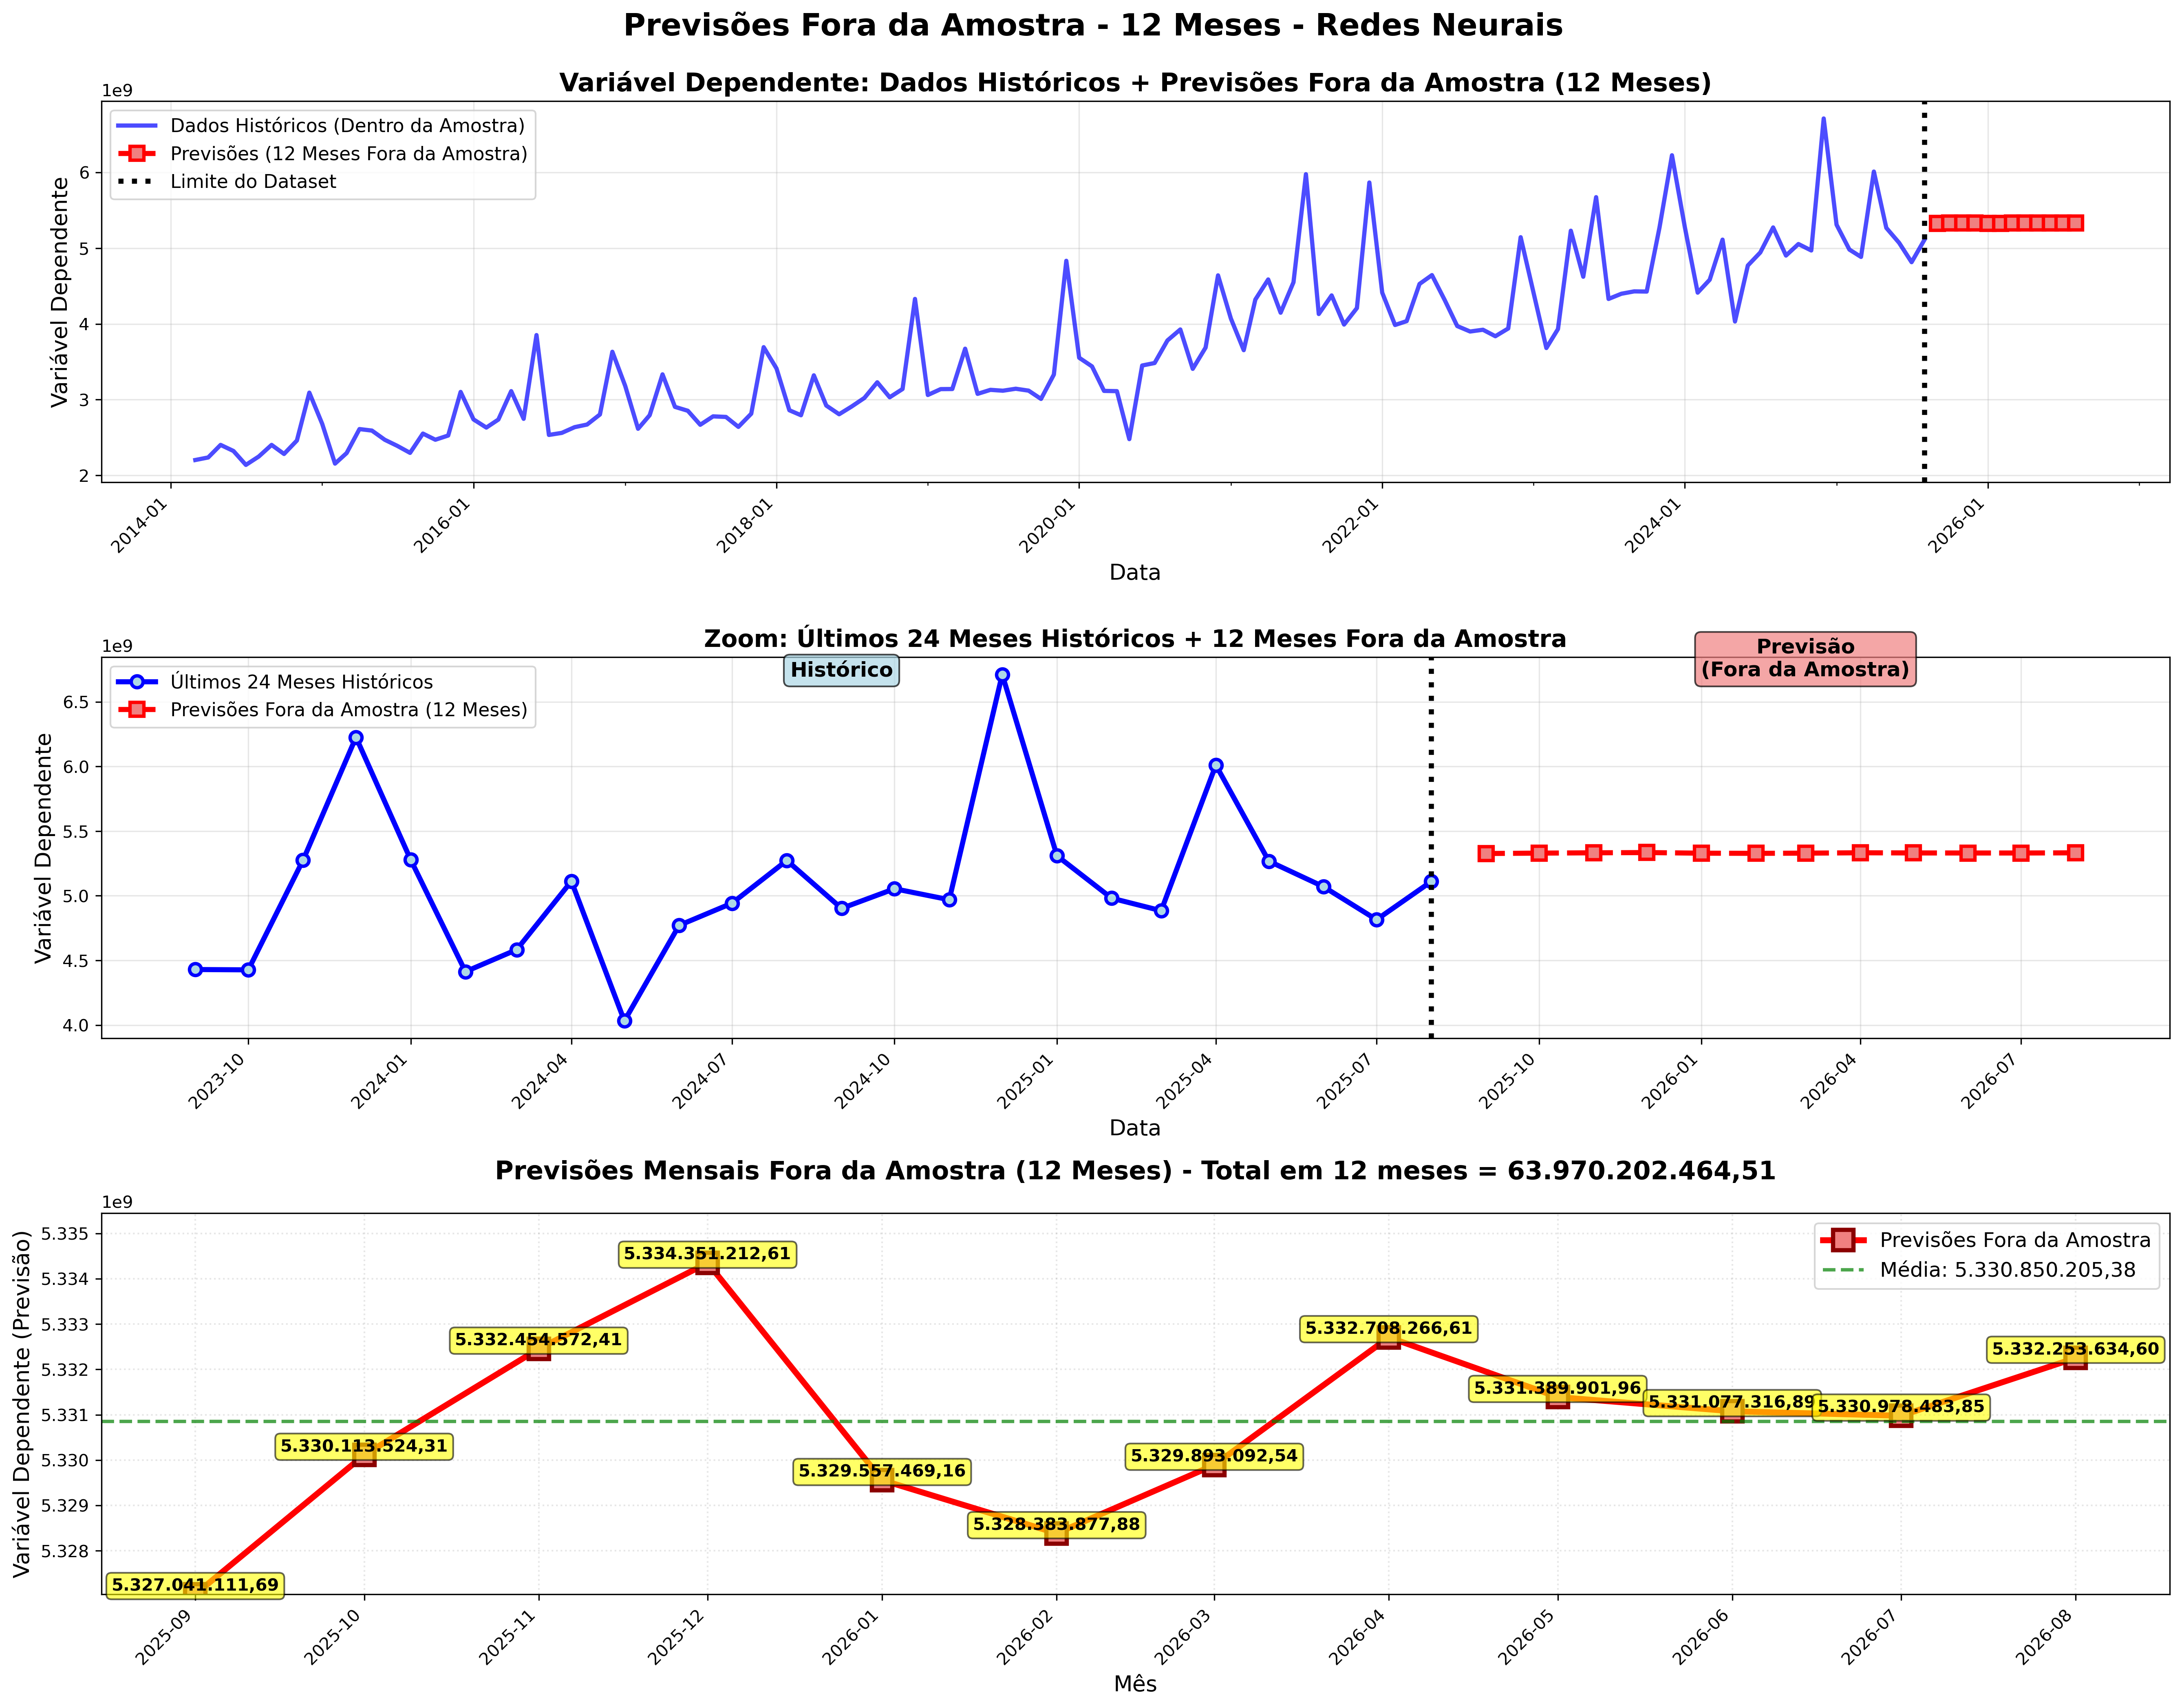 Previsões Fora da Amostra - 12 Meses - Redes Neurais
Variável Dependente: Dados Históricos + Previsões Fora da Amostra (12 Meses)
1e9
Dados Históricos (Dentro da Amostra)
Previsões (12 Meses Fora da Amostra)
Limite do Dataset
Variável Dependente
6
5
4
3
2
2014-01
2016-01
2018-01
2020-01
2022-01
2024-01
2026-01
Data
Zoom: Últimos 24 Meses Históricos + 12 Meses Fora da Amostra
1e9
Últimos 24 Meses Históricos
Previsões Fora da Amostra (12 Meses)
Histórico
Previsão
(Fora da Amostra)
Variável Dependente
6.5
6.0
5.5
5.0
4.5
4.0
2023-10
2024-01
2024-04
2024-07
2024-10
2025-01
2025-04
2025-07
2025-10
2026-01
2026-04
2026-07
Data
Previsões Mensais Fora da Amostra (12 Meses) - Total em 12 meses = 63.970.202.464,51
1e9
Previsões Fora da Amostra
Média: 5.330.850.205,38
Variável Dependente (Previsão)
5.335
5.334
5.333
5.332
5.331
5.330
5.329
5.328
5.327.041.111,69
5.330.113.524,31
5.332.454.572,41
5.334.351.212,61
5.329.557.469,16
5.328.383.877,88
5.329.893.092,54
5.332.708.266,61
5.331.389.901,96
5.331.077.316,89
5.330.978.483,85
5.332.253.634,60
2025-09
2025-10
2025-11
2025-12
2026-01
2026-02
2026-03
2026-04
2026-05
2026-06
2026-07
2026-08
Mês